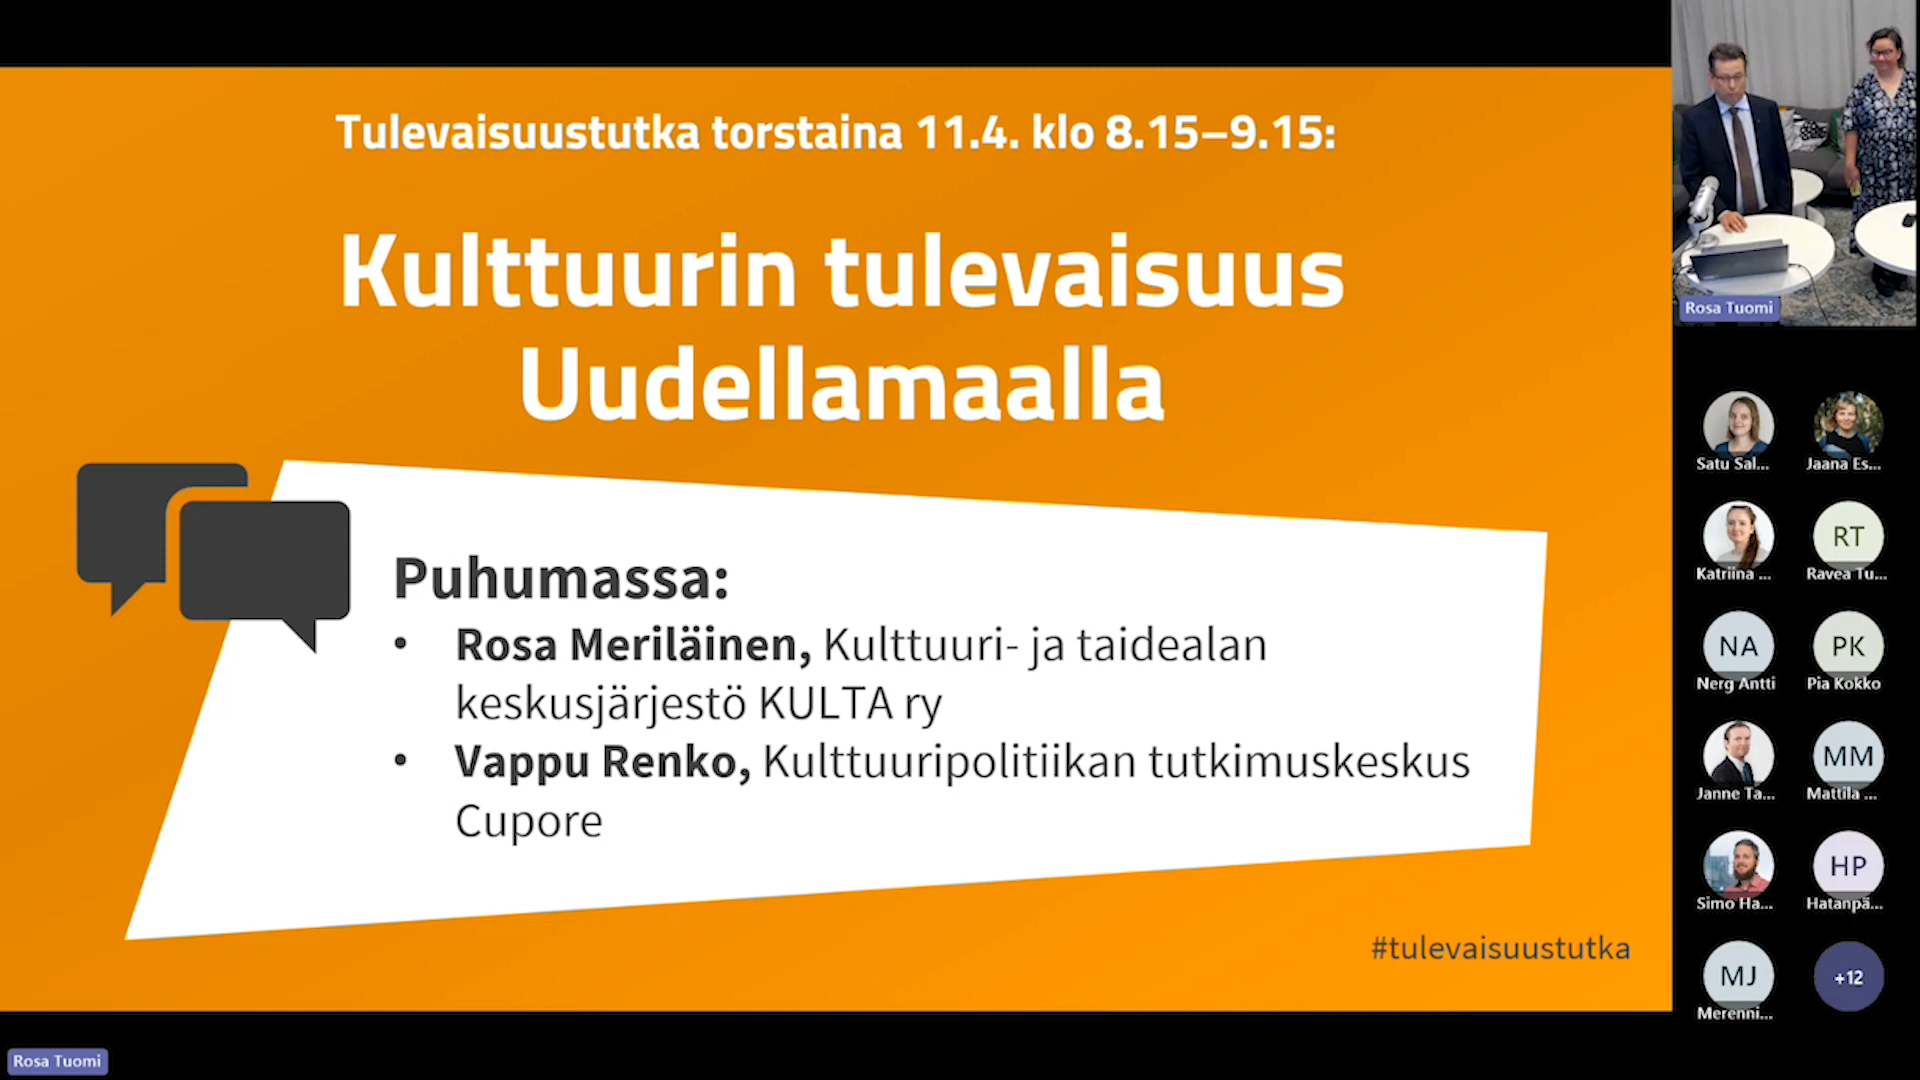 Tulevaisuustutka torstaina 11.4. klo 8.15–9.15:
Kulttuurin tulevaisuus
Uudellamaalla
Puhumassa:
• Rosa Meriläinen, Kulttuuri- ja taidealan
keskusjärjestö KULTA ry
• Vappu Renko, Kulttuuripolitiikan tutkimuskeskus
Cupore
#tulevaisuustutka
Rosa Tuomi
Rosa Tuomi
Satu Sal...
Jaana Es...
Katriina ...
RT
Ravea Tu...
NA
Nerg Antti
PK
Pia Kokko
Janne Ta...
MM
Mattila ...
Simo Ha...
HP
Hatanpä...
MJ
Merenni...
+12